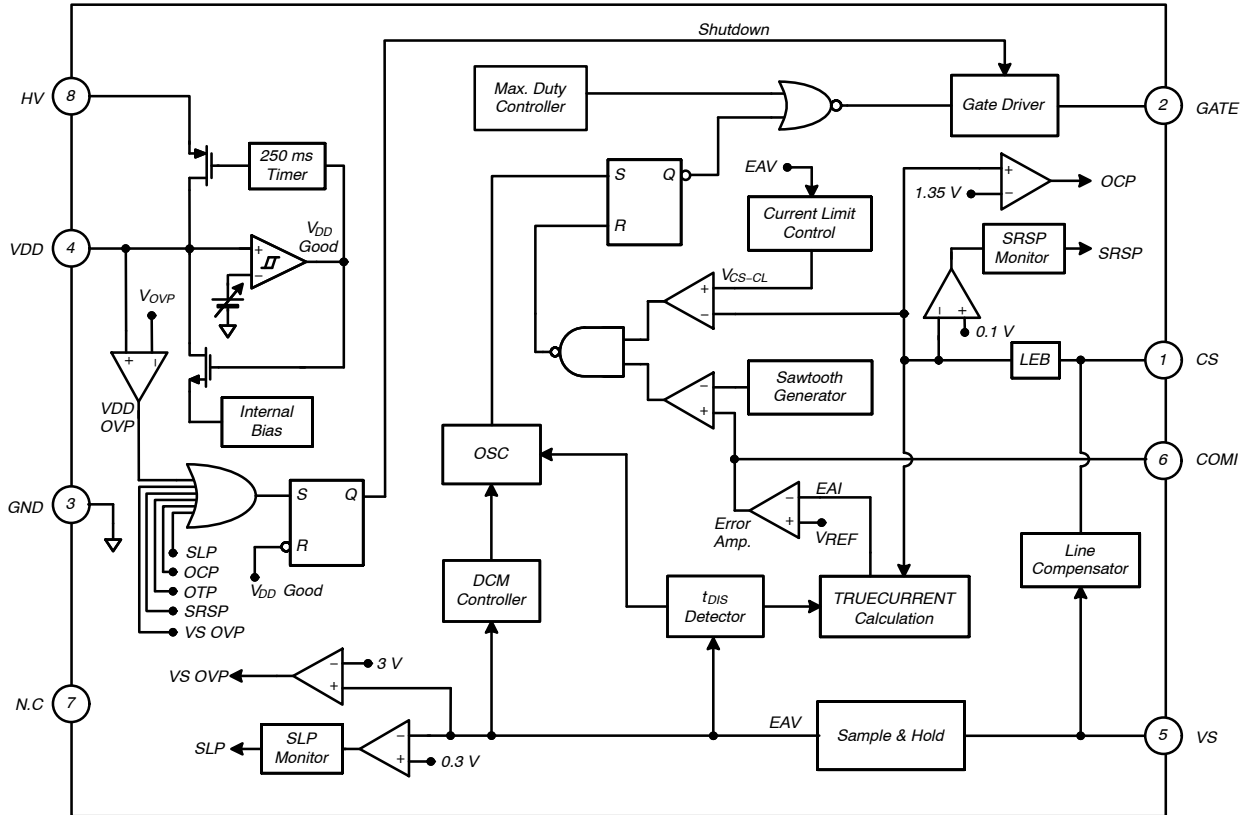 Shutdown
HV
8
Max. Duty
Controller
Gate Driver
2
GATE
250 ms
Timer
S
Q
R
EAV
Current Limit
Control
+
−
1.35 V
OCP
VDD
4
VDD
Good
+
−
SRSP
Monitor
SRSP
VOVP
VCS−CL
+
−
−
+
0.1 V
+
−
VDD
OVP
LEB
1
CS
Internal
Bias
−
+
Sawtooth
Generator
OSC
6
COMI
GND
3
S
Q
R
VDD Good
−
+
EAI
VREF
Error
Amp.
Line
Compensator
SLP
OCP
OTP
SRSP
VS OVP
DCM
Controller
tDIS
Detector
TRUECURRENT
Calculation
N.C
7
VS OVP
−
+
3 V
SLP
SLP
Monitor
−
+
0.3 V
EAV
Sample & Hold
5
VS